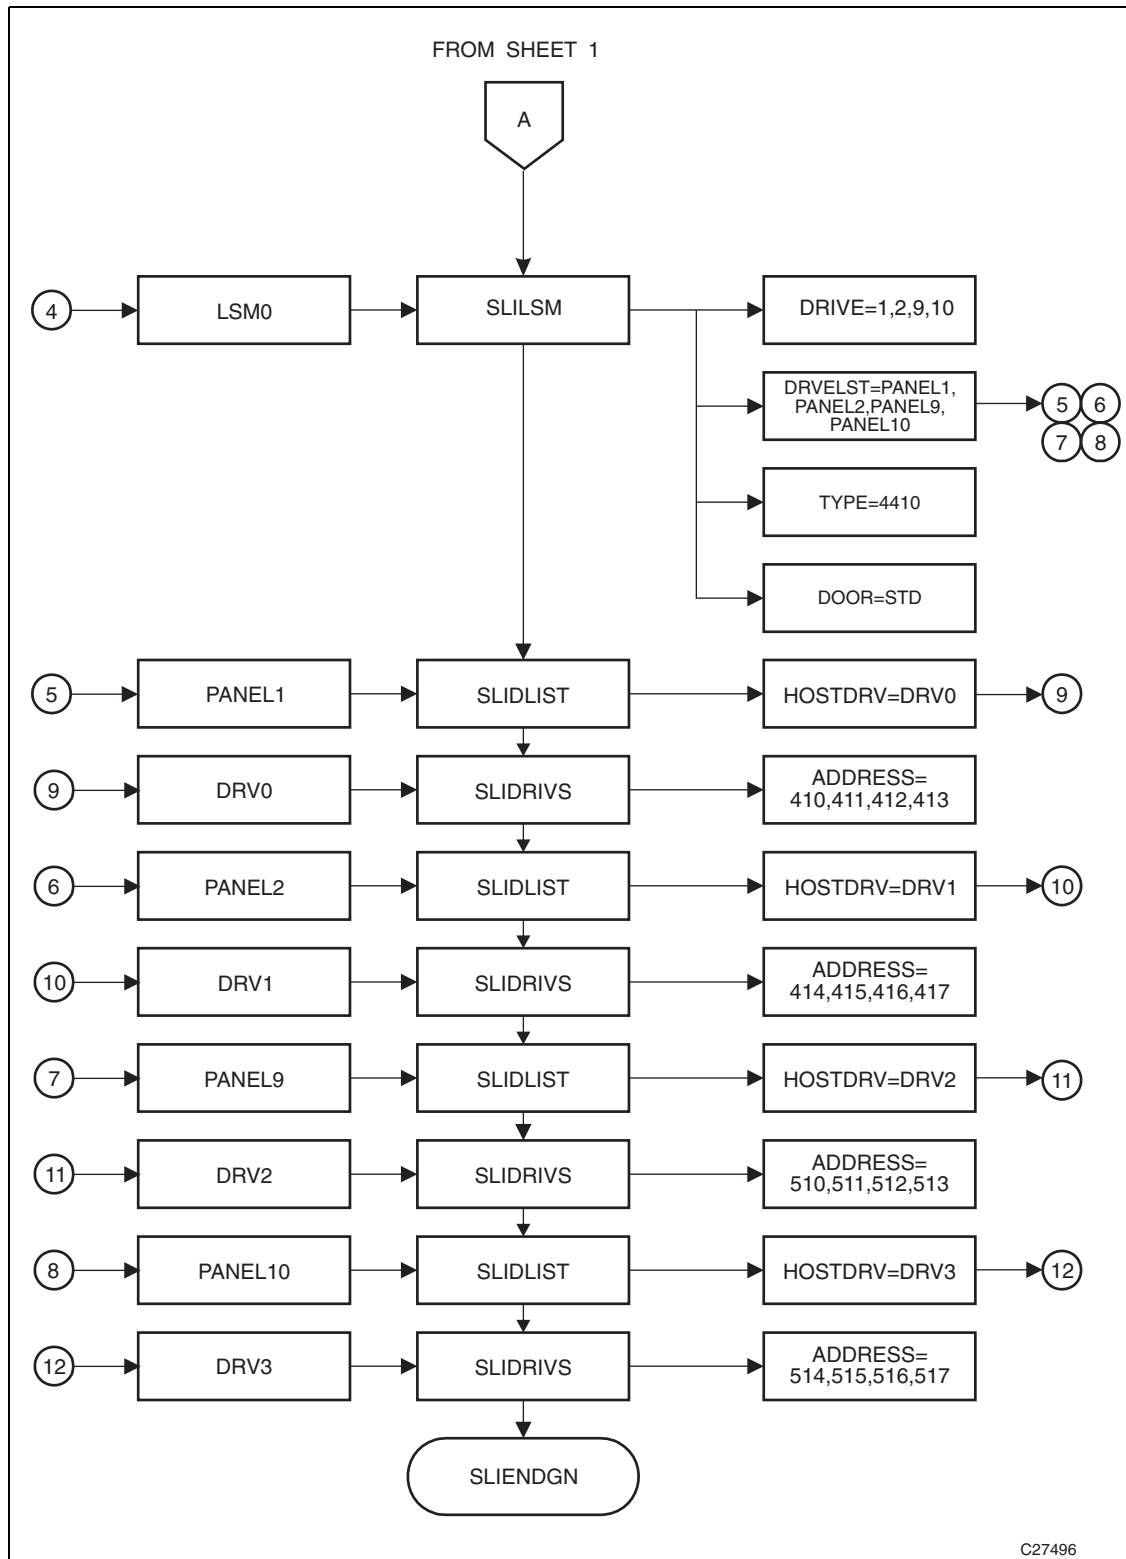 FROM SHEET 1
A
4
LSM0
SLILSM
DRIVE=1,2,9,10
DRVELST=PANEL1,
PANEL2,PANEL9,
PANEL10
5
6
7
8
TYPE=4410
DOOR=STD
5
PANEL1
SLIDLIST
HOSTDRV=DRV0
9
9
DRV0
SLIDRIVS
ADDRESS=
410,411,412,413
6
PANEL2
SLIDLIST
HOSTDRV=DRV1
10
10
DRV1
SLIDRIVS
ADDRESS=
414,415,416,417
7
PANEL9
SLIDLIST
HOSTDRV=DRV2
11
11
DRV2
SLIDRIVS
ADDRESS=
510,511,512,513
8
PANEL10
SLIDLIST
HOSTDRV=DRV3
12
12
DRV3
SLIDRIVS
ADDRESS=
514,515,516,517
SLIENDGN
C27496